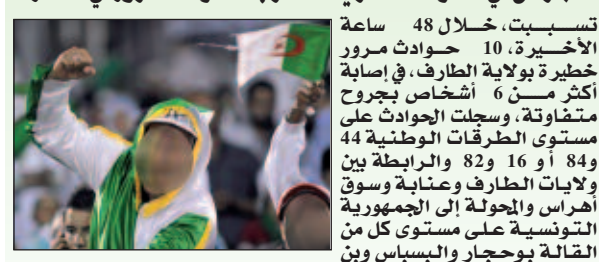 تسببت، خلال 48 ساعة
الأخيرة، 10 حوادث مرور
خطيرة بولاية الطارف، في إصابة
أكثر من 6 أشخاص بجروح
متفاوتة، وسجلت الحوادث على
مستوى الطرقات الوطنية 44
و84 أ و 16 و82 والرابطة بين
ولايات الطارف وعنابة وسوق
أهراس والمحولة إلى الجمهورية
التونسية على مستوى كل من
القالة بوحجار والبسباس وبن